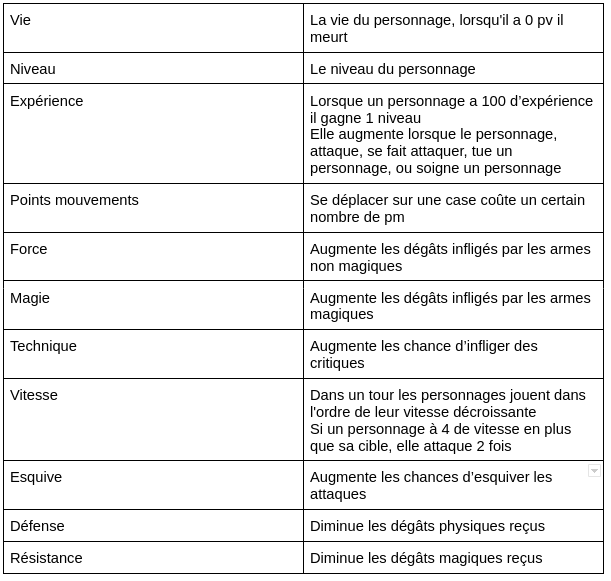 Vie
La vie du personnage, lorsqu'il a 0 pv il
meurt
Niveau
Le niveau du personnage
Expérience
Lorsque un personnage a 100 d’expérience
il gagne 1 niveau
Elle augmente lorsque le personnage,
attaque, se fait attaquer, tue un
personnage, ou soigne un personnage
Points mouvements
Se déplacer sur une case coûte un certain
nombre de pm
Force
Augmente les dégâts infligés par les armes
non magiques
Magie
Augmente les dégâts infligés par les armes
magiques
Technique
Augmente les chance d’infliger des
critiques
Vitesse
Dans un tour les personnages jouent dans
l'ordre de leur vitesse décroissante
Si un personnage à 4 de vitesse en plus
que sa cible, elle attaque 2 fois
Esquive
Augmente les chances d’esquiver les
attaques
Défense
Diminue les dégâts physiques reçus
Résistance
Diminue les dégâts magiques reçus